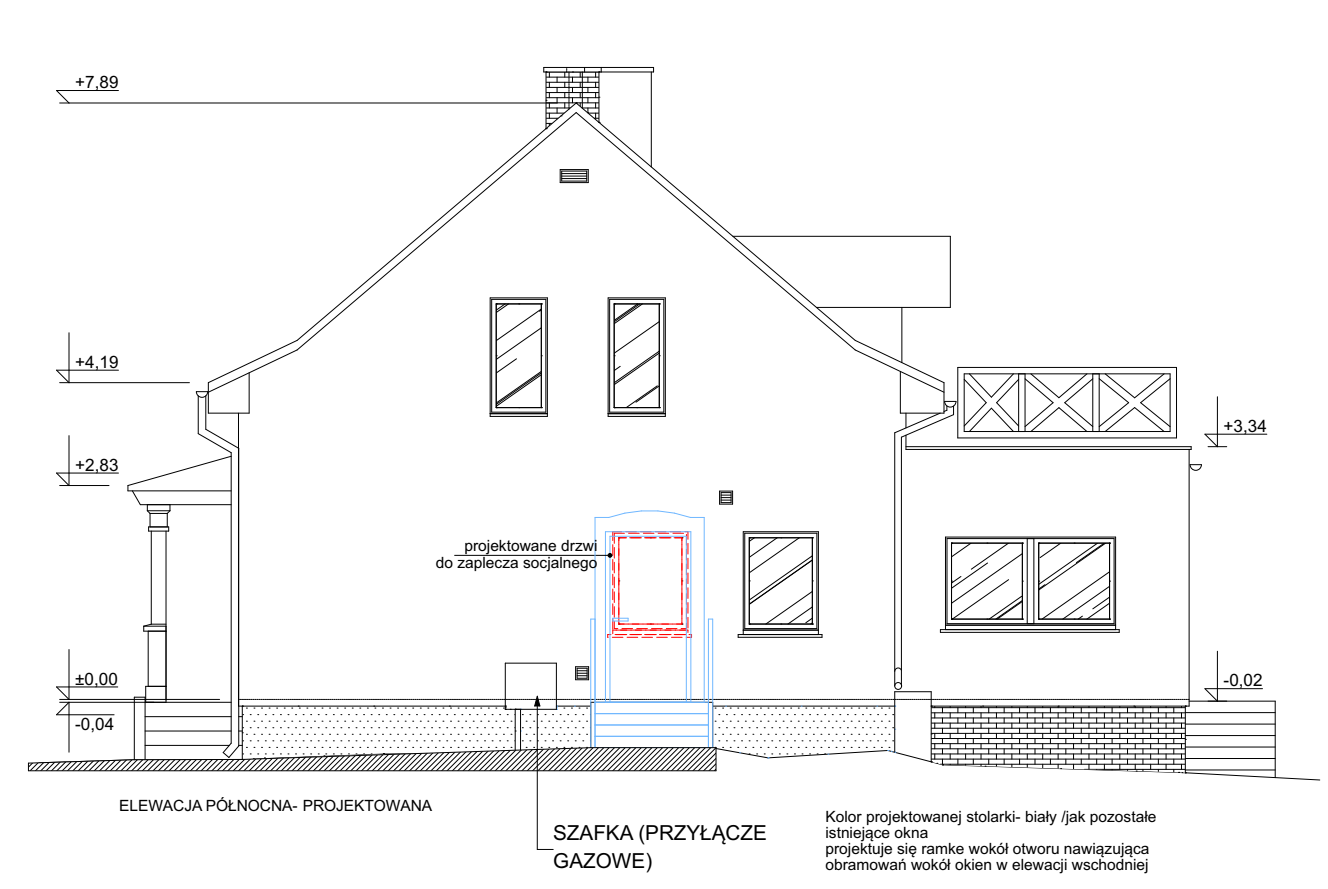 +7,89
+4,19
+3,34
+2,83
projektowane drzwi
do zaplecza socjalnego
±0,00
-0,02
-0,04
ELEWACJA PÓŁNOCNA- PROJEKTOWANA
SZAFKA (PRZYŁĄCZE
GAZOWE)
Kolor projektowanej stolarki- biały /jak pozostałe
istniejące okna
projektuje się ramke wokół otworu nawiązująca
obramowań wokół okien w elewacji wschodniej